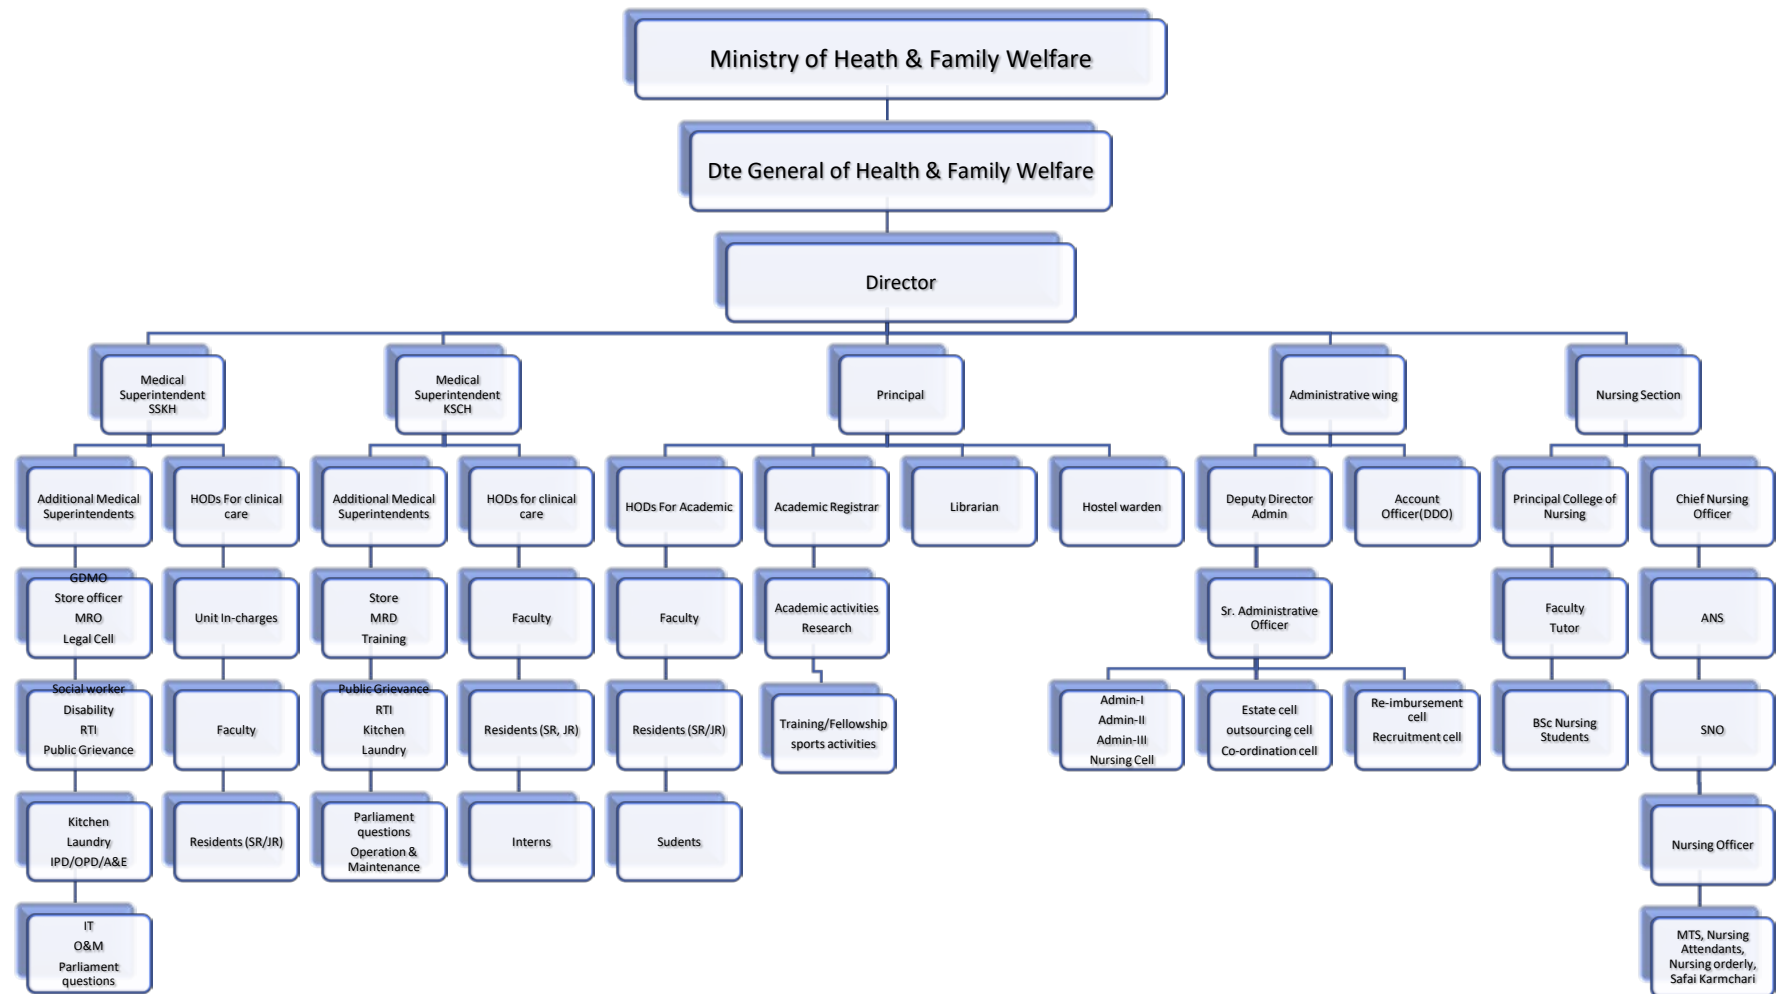 Ministry of Heath & Family Welfare
Dte General of Health & Family Welfare
Director
Medical
Superintendent
SSKH
Medical
Superintendent
KSCH
Principal
Administrative wing
Nursing Section
Additional Medical
Superintendents
HODs For clinical
care
Additional Medical
Superintendents
HODs for clinical
care
HODs For Academic
Academic Registrar
Librarian
Hostel warden
Deputy Director
Admin
Account
Officer(DDO)
Principal College of
Nursing
Chief Nursing
Officer
GDMO
Store officer
MRO
Legal Cell
Unit In-charges
Store
MRD
Training
Faculty
Faculty
Academic activities
Research
Sr. Administrative
Officer
Faculty
Tutor
ANS
Social worker
Disability
RTI
Public Grievance
Faculty
Public Grievance
RTI
Kitchen
Laundry
Residents (SR, JR)
Residents (SR/JR)
Training/Fellowship
sports activities
Admin-I
Admin-II
Admin-III
Nursing Cell
Estate cell
outsourcing cell
Co-ordination cell
Re-imbursement
cell
Recruitment cell
BSc Nursing
Students
SNO
Kitchen
Laundry
IPD/OPD/A&E
Residents (SR/JR)
Parliament
questions
Operation &
Maintenance
Interns
Sudents
Nursing Officer
IT
O&M
Parliament
questions
MTS, Nursing
Attendants,
Nursing orderly,
Safai Karmchari